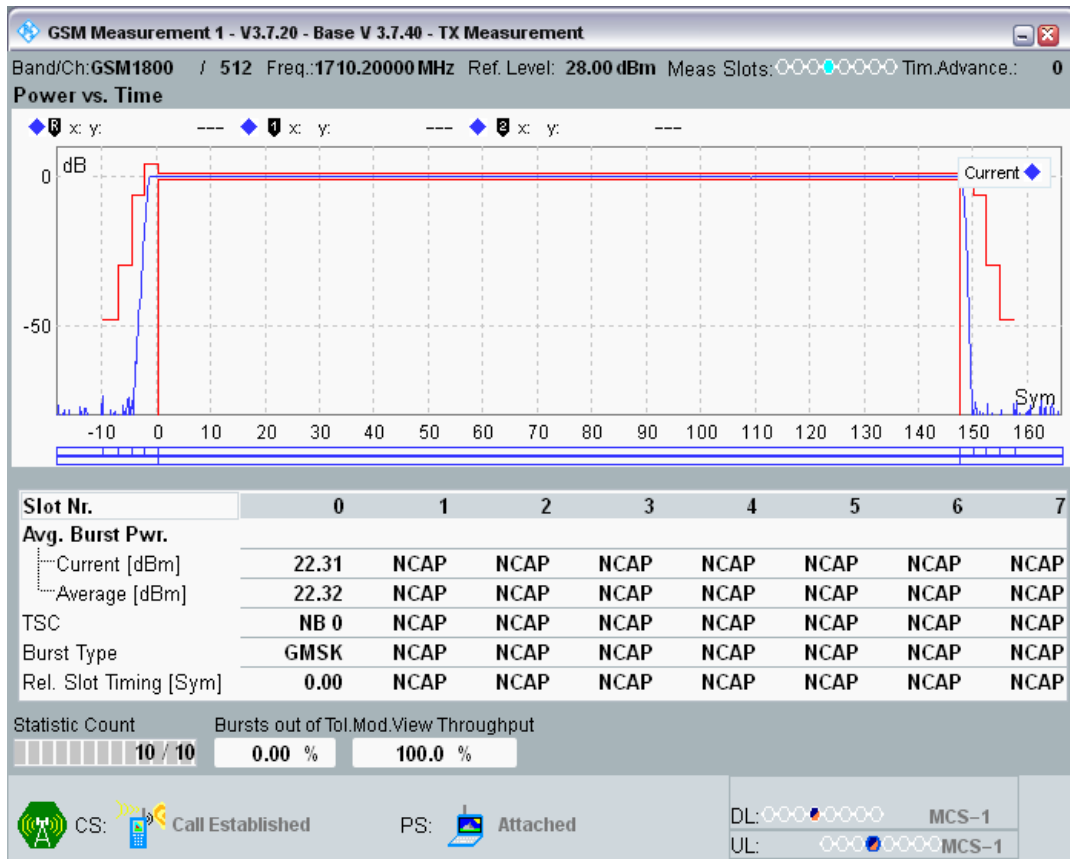 GSM Measurement 1 - V3.7.20 - Base V 3.7.40 - TX Measurement
Band/Ch:GSM1800 / 512 Freq.:1710.20000 MHz Ref. Level: 28.00 dBm Meas Slots: Tim.Advance.: 0
Power vs. Time
R x: y: --- 1 x: y: --- 2 x: y: ---
dB
Current
0
-50
Sym
-10 0 10 20 30 40 50 60 70 80 90 100 110 120 130 140 150 160
Slot Nr. 0 1 2 3 4 5 6 7
Avg. Burst Pwr.
Current [dBm] 22.31 NCAP NCAP NCAP NCAP NCAP NCAP NCAP
Average [dBm] 22.32 NCAP NCAP NCAP NCAP NCAP NCAP NCAP
TSC NB 0 NCAP NCAP NCAP NCAP NCAP NCAP NCAP
Burst Type GMSK NCAP NCAP NCAP NCAP NCAP NCAP NCAP
Rel. Slot Timing [Sym] 0.00 NCAP NCAP NCAP NCAP NCAP NCAP NCAP
Statistic Count Bursts out of Tol.Mod.View Throughput
10 / 10 0.00 % 100.0 %
CS: Call Established PS: Attached
DL: MCS-1
UL: MCS-1